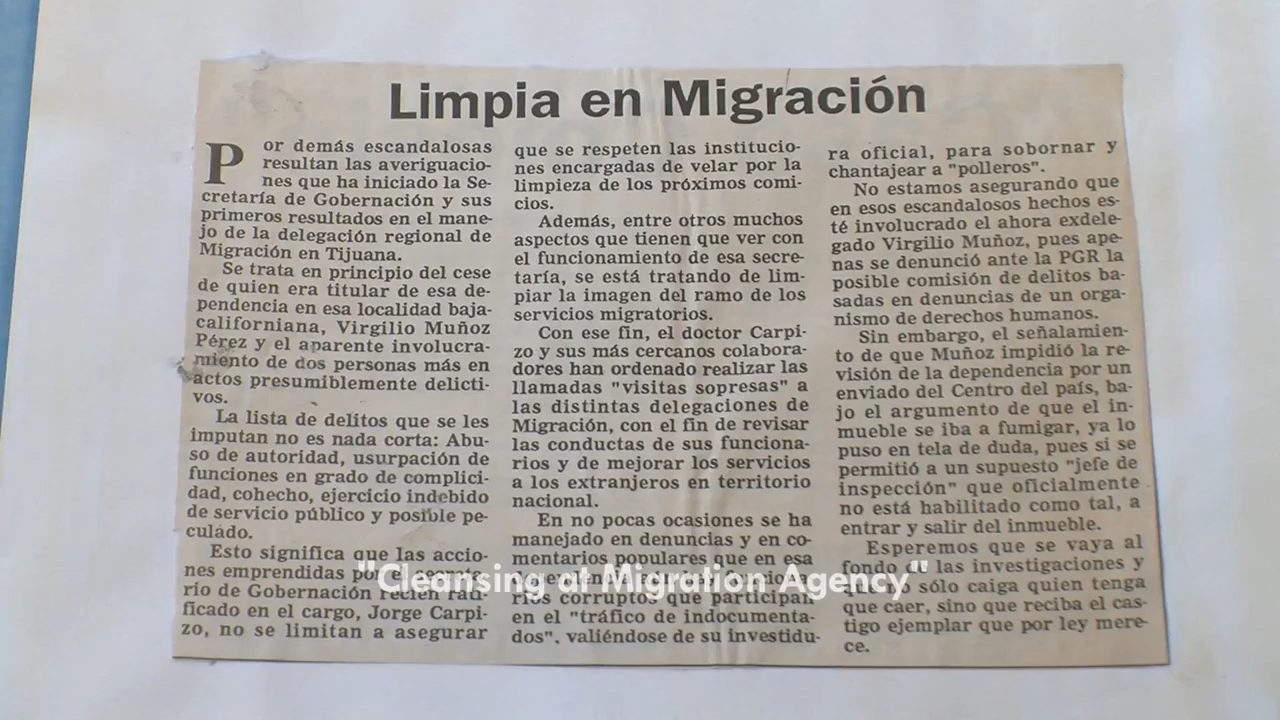 Limpia en Migración
Por demás escandalosas
resultan las averiguacio-
nes que ha iniciado la Se-
cretaría de Gobernación y sus
primeros resultados en el mane-
jo de la delegación regional de
Migración en Tijuana.
Se trata en principio del cese
de quien era titular de esa de-
pendencia en esa localidad baja-
californiana, Virgilio Muñoz
Pérez y el aparente involucra-
miento de dos personas más en
actos presumiblemente delicti-
vos.
La lista de delitos que se les
imputan no es nada corta: Abu-
so de autoridad, usurpación de
funciones en grado de complici-
dad, cohecho, ejercicio indebido
de servicio público y posible pe-
culado.
Esto significa que las accio-
nes emprendidas por el
rio de Gobernación recién rati-
ficado en el cargo, Jorge Carpi-
zo, no se limitan a asegurar
que se respeten las institucio-
nes encargadas de velar por la
limpieza de los próximos comi-
cios.
Además, entre otros muchos
aspectos que tienen que ver con
el funcionamiento de esa secre-
taría, se está tratando de lim-
piar la imagen del ramo de los
servicios migratorios.
Con ese fin, el doctor Carpi-
zo y sus más cercanos colabora-
dores han ordenado realizar las
llamadas "visitas sopresas" a
las distintas delegaciones de
Migración, con el fin de revisar
las conductas de sus funciona-
rios y de mejorar los servicios
a los extranjeros en territorio
nacional.
En no pocas ocasiones se ha
manejado en denuncias y en co-
mentarios populares que en esa
rios corruptos que participan
en el "tráfico de indocumenta-
dos", valiéndose de su investidu-
ra oficial, para sobornar y
chantajear a "polleros".
No estamos asegurando que
en esos escandalosos hechos es-
té involucrado el ahora exdele-
gado Virgilio Muñoz, pues ape-
nas se denunció ante la PGR la
posible comisión de delitos ba-
sadas en denuncias de un orga-
nismo de derechos humanos.
Sin embargo, el señalamien-
to de que Muñoz impidió la re-
visión de la dependencia por un
enviado del Centro del país, ba-
jo el argumento de que el in-
mueble se iba a fumigar, ya lo
puso en tela de duda, pues si se
permitió a un supuesto "jefe de
inspección" que oficialmente
no está habilitado como tal, a
entrar y salir del inmueble.
Esperemos que se vaya al
fondo en las investigaciones y
que no sólo caiga quien tenga
que caer, sino que reciba el cas-
tigo ejemplar que por ley mere-
ce.
"Cleansing at Migration Agency"